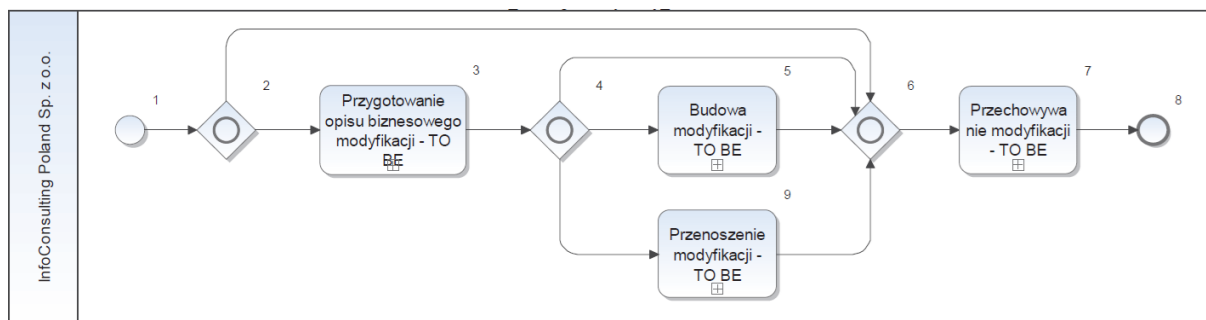 InfoConsulting Poland Sp. z o.o.
1
2
Przygotowanie
opisu biznesowego
modyfikacji - TO
BE
3
4
Budowa
modyfikacji -
TO BE
5
6
Przechowywa
nie modyfikacji
- TO BE
7
8
Przenoszenie
modyfikacji -
TO BE
9